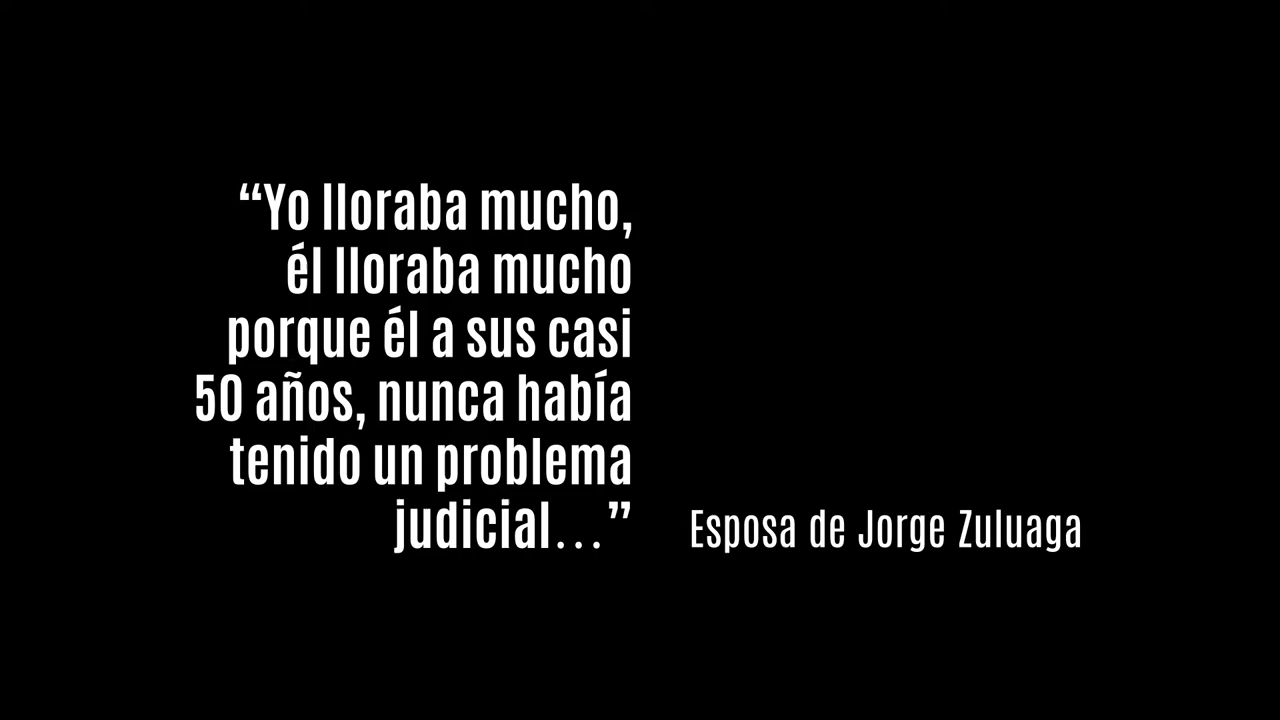 “Yo lloraba mucho,
él lloraba mucho
porque él a sus casi
50 años, nunca había
tenido un problema
judicial...”
Esposa de Jorge Zuluaga